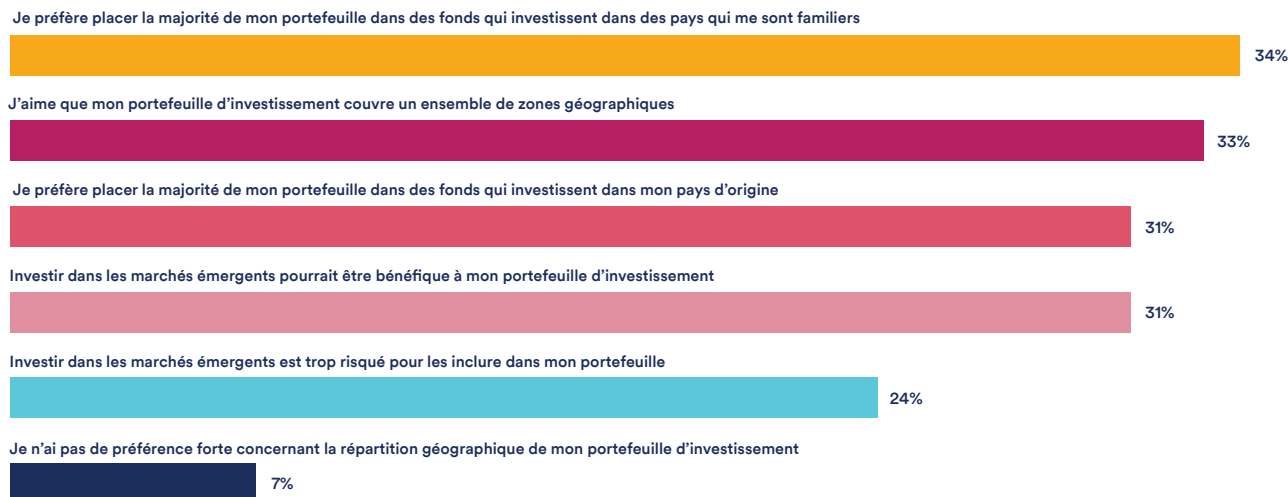 Je préfère placer la majorité de mon portefeuille dans des fonds qui investissent dans des pays qui me sont familiers
34%
J’aime que mon portefeuille d’investissement couvre un ensemble de zones géographiques
33%
Je préfère placer la majorité de mon portefeuille dans des fonds qui investissent dans mon pays d’origine
31%
Investir dans les marchés émergents pourrait être bénéfique à mon portefeuille d’investissement
31%
Investir dans les marchés émergents est trop risqué pour les inclure dans mon portefeuille
24%
Je n’ai pas de préférence forte concernant la répartition géographique de mon portefeuille d’investissement
7%